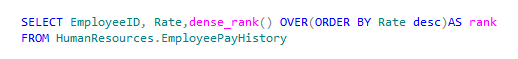 SELECT EmployeeID, Rate,dense_rank() OVER(ORDER BY Rate desc)AS rank
FROM HumanResources.EmployeePayHistory